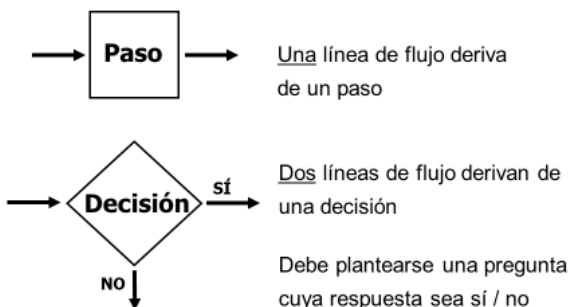 Paso
Una línea de flujo deriva
de un paso
Decisión
SÍ
NO
Dos líneas de flujo derivan de
una decisión
Debe plantearse una pregunta
cuya respuesta sea sí / no